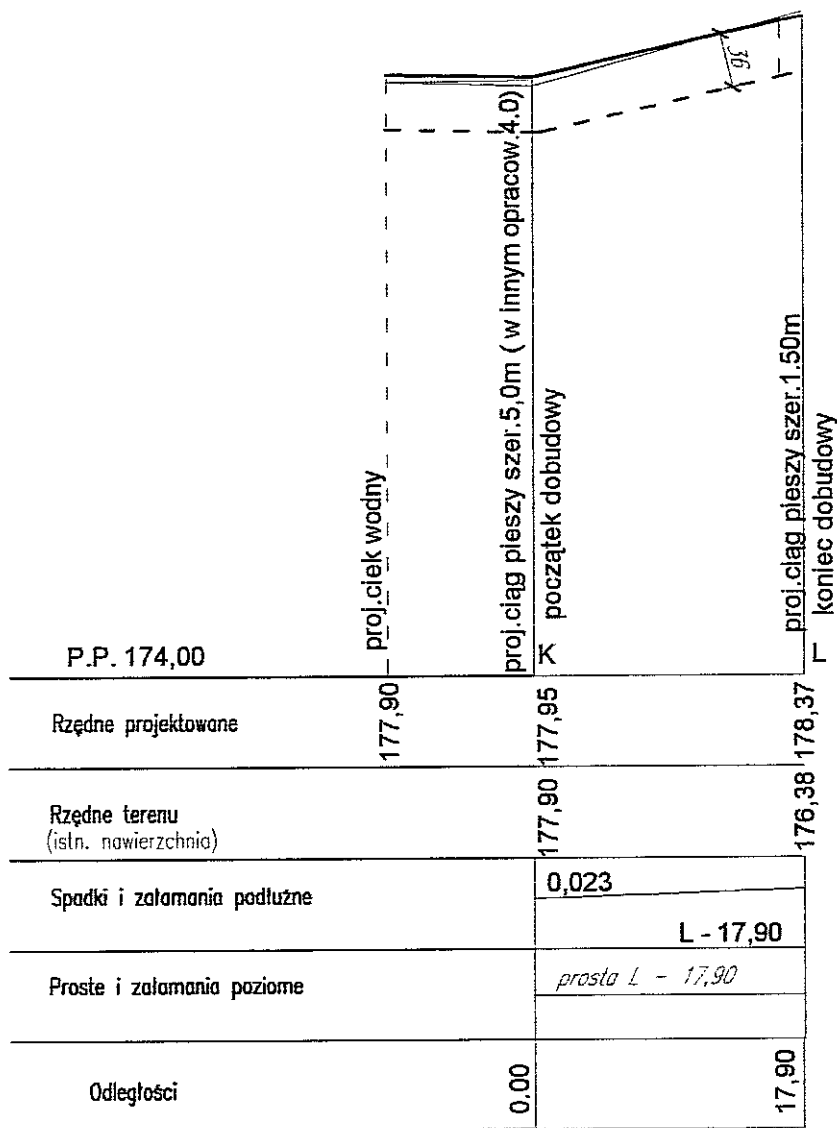 36
proj.ciek wodny
proj.ciąg pieszy szer.5,0m ( w innym opracow.4.0)
początek dobudowy
proj.ciąg pieszy szer.1.50m
koniec dobudowy
P.P. 174,00
K
L
Rzędne projektowane
177,90
177,95
178,37
Rzędne terenu
(istn. nawierzchnia)
177,90
176,38
Spadki i załamania podłużne
0,023
L - 17,90
Proste i załamania poziome
prosta L - 17,90
Odległości
0,00
17,90